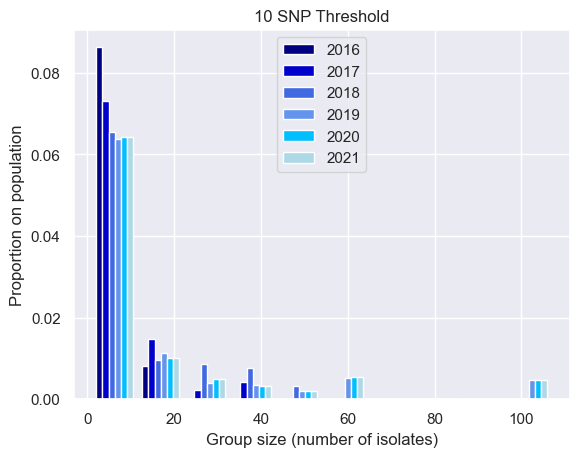 10 SNP Threshold
2016
2017
2018
2019
2020
2021
Proportion on population
0.08
0.06
0.04
0.02
0.00
0 20 40 60 80 100
Group size (number of isolates)